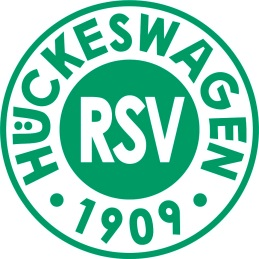 HÜCKESWAGEN
RSV
· 1909 ·